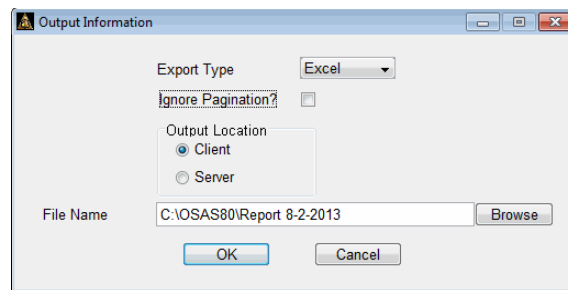 Output Information
Export Type Excel
Ignore Pagination?
Output Location
Client
Server
File Name C:\OSAS80\Report 8-2-2013 Browse
OK Cancel